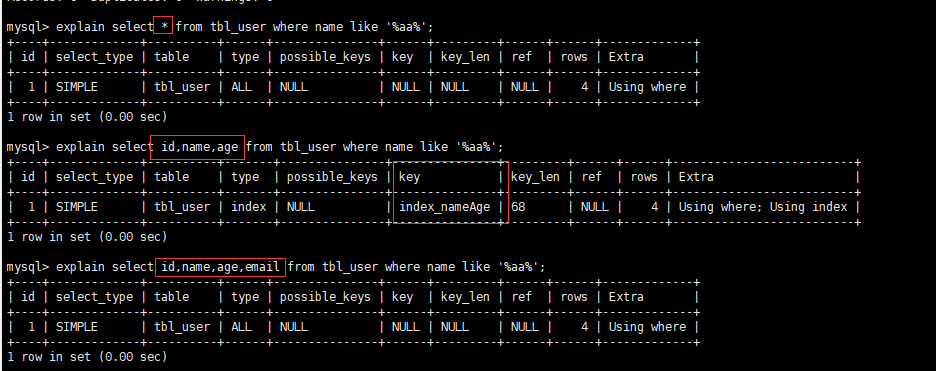 mysql> explain select * from tbl_user where name like '%aa%';
+----+-------------+----------+------+---------------+------+---------+------+------+-------------+
| id | select_type | table    | type | possible_keys | key  | key_len | ref  | rows | Extra       |
+----+-------------+----------+------+---------------+------+---------+------+------+-------------+
|  1 | SIMPLE      | tbl_user | ALL  | NULL          | NULL | NULL    | NULL |    4 | Using where |
+----+-------------+----------+------+---------------+------+---------+------+------+-------------+
1 row in set (0.00 sec)
mysql> explain select id,name,age from tbl_user where name like '%aa%';
+----+-------------+----------+-------+---------------+---------------+---------+------+------+--------------------------+
| id | select_type | table    | type  | possible_keys | key           | key_len | ref  | rows | Extra                    |
+----+-------------+----------+-------+---------------+---------------+---------+------+------+--------------------------+
|  1 | SIMPLE      | tbl_user | index | NULL          | index_nameAge | 68      | NULL |    4 | Using where; Using index |
+----+-------------+----------+-------+---------------+---------------+---------+------+------+--------------------------+
1 row in set (0.00 sec)
mysql> explain select id,name,age,email from tbl_user where name like '%aa%';
+----+-------------+----------+------+---------------+------+---------+------+------+-------------+
| id | select_type | table    | type | possible_keys | key  | key_len | ref  | rows | Extra       |
+----+-------------+----------+------+---------------+------+---------+------+------+-------------+
|  1 | SIMPLE      | tbl_user | ALL  | NULL          | NULL | NULL    | NULL |    4 | Using where |
+----+-------------+----------+------+---------------+------+---------+------+------+-------------+
1 row in set (0.00 sec)